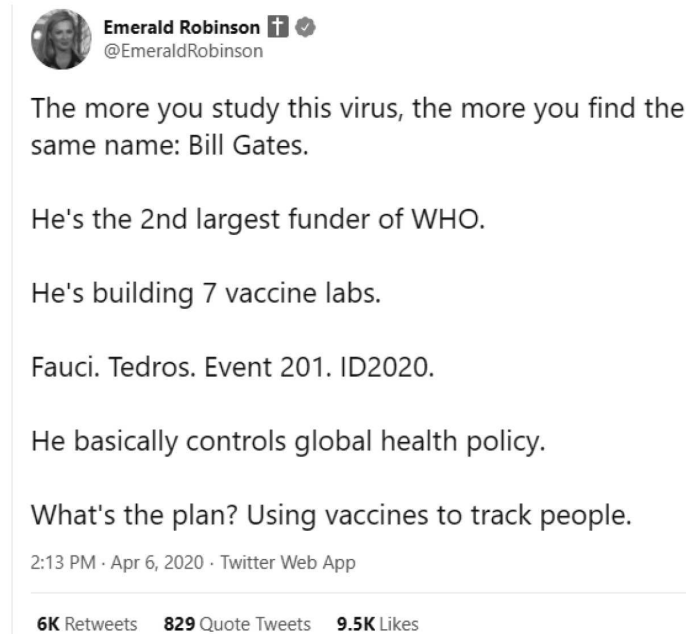 Emerald Robinson ✝
@EmeraldRobinson
The more you study this virus, the more you find the
same name: Bill Gates.
He's the 2nd largest funder of WHO.
He's building 7 vaccine labs.
Fauci. Tedros. Event 201. ID2020.
He basically controls global health policy.
What's the plan? Using vaccines to track people.
2:13 PM · Apr 6, 2020 · Twitter Web App
6K Retweets 829 Quote Tweets 9.5K Likes